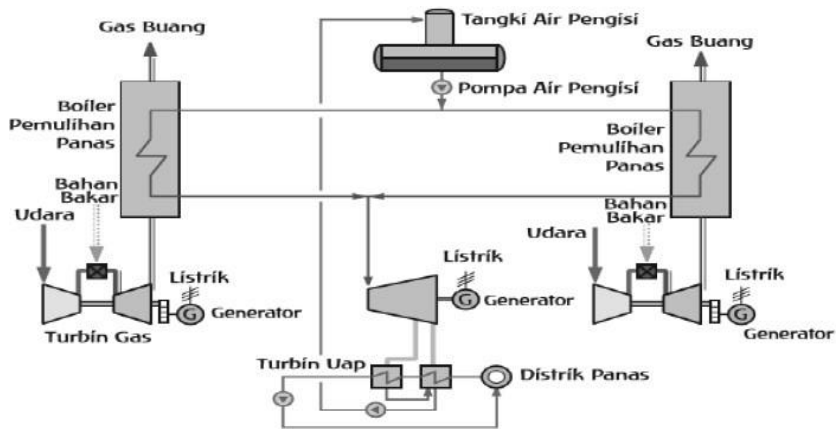 Tangki Air Pengisi
Gas Buang
Gas Buang
Pompa Air Pengisi
Boiler
Pemulihan
Panas
Boiler
Pemulihan
Panas
Bahan
Bakar
Udara
Bahan
Bakar
Udara
Listrik
G
Generator
Turbin Gas
Listrik
G
Generator
Listrik
G
Generator
Turbin Uap
Distrik Panas